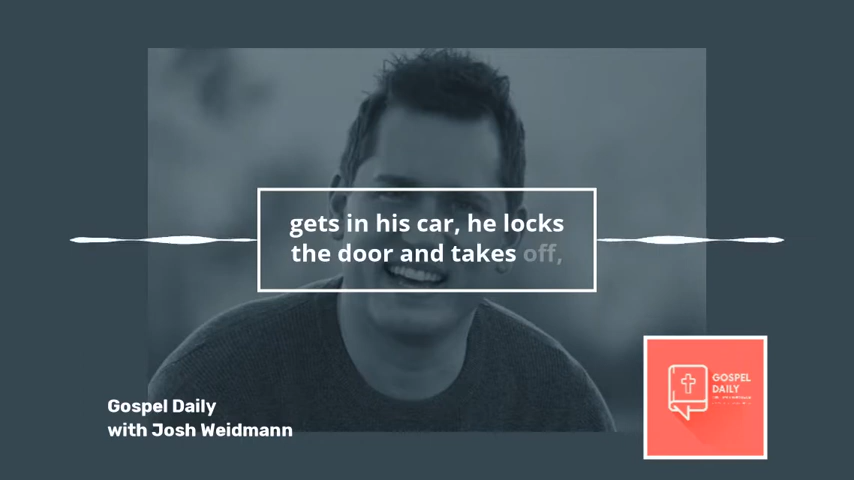 gets in his car, he locks
the door and takes off,
Gospel Daily
with Josh Weidmann
GOSPEL
DAILY